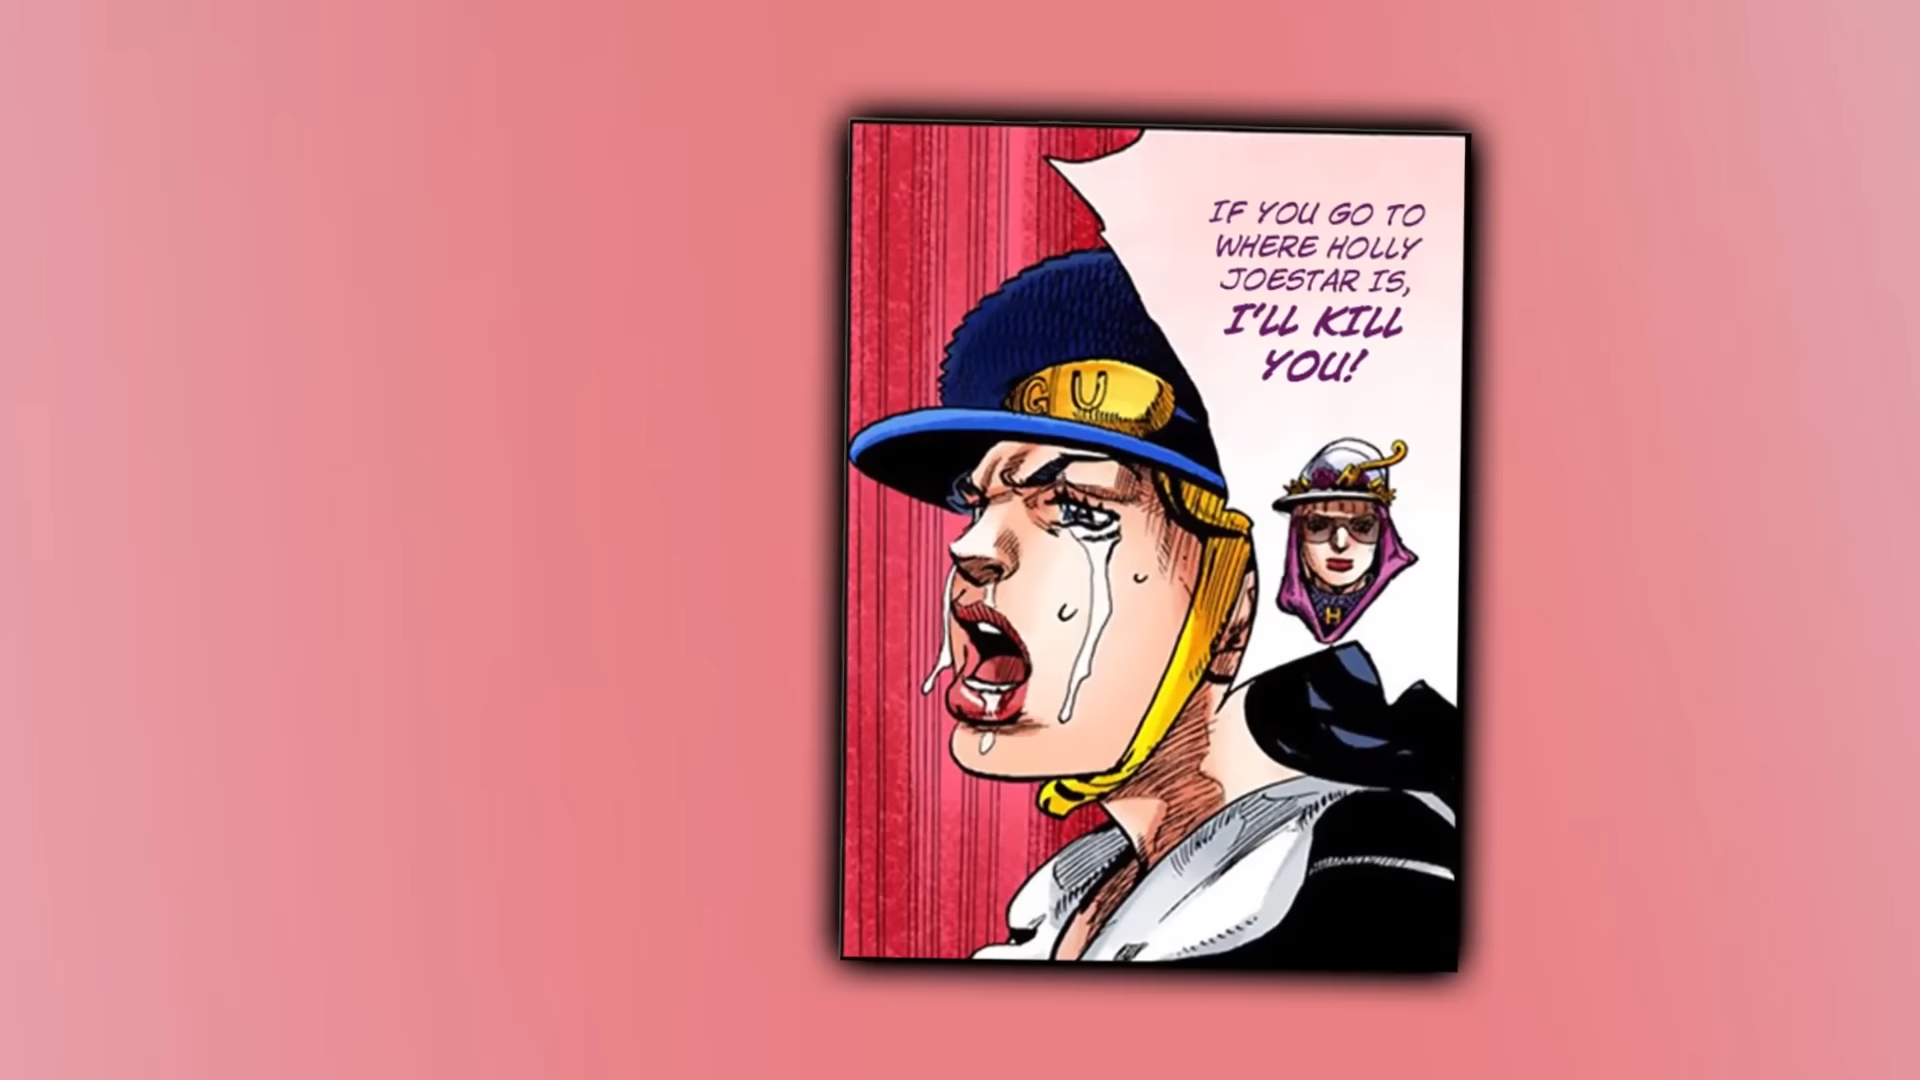 IF YOU GO TO
WHERE HOLLY
JOESTAR IS,
I'LL KILL
YOU!
GU
H